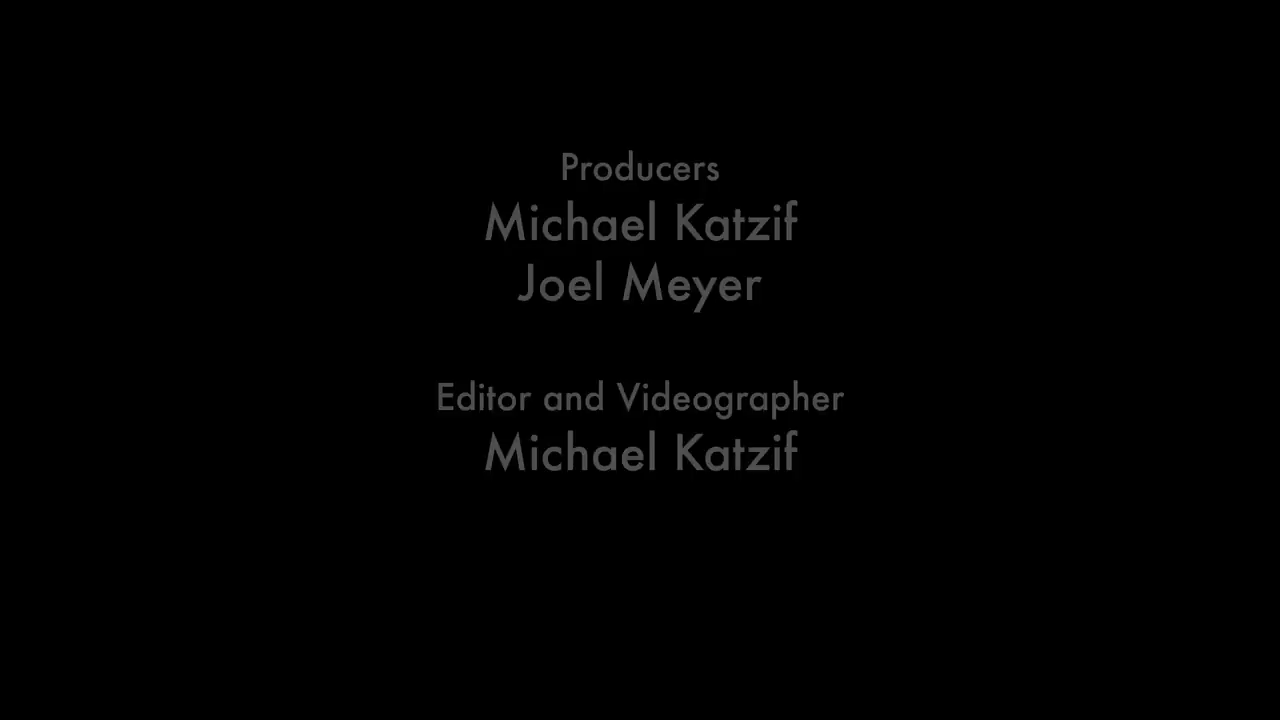 Producers
Michael Katzif
Joel Meyer
Editor and Videographer
Michael Katzif